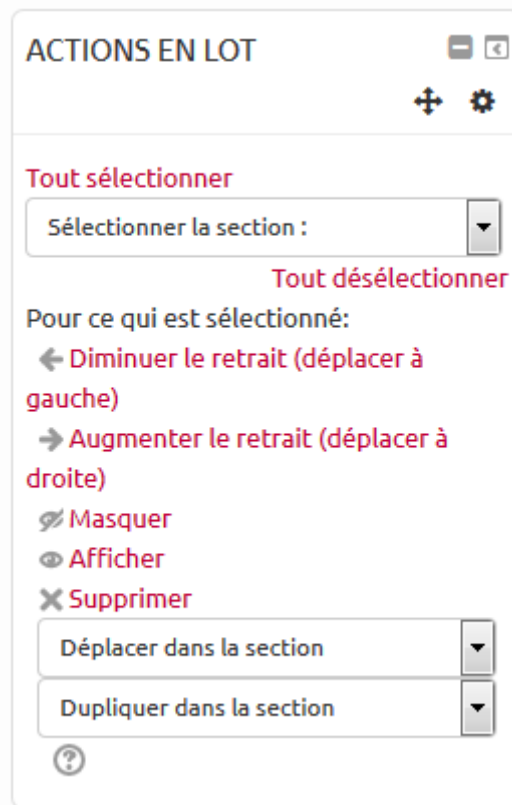 ACTIONS EN LOT
Tout sélectionner
Sélectionner la section :
Tout désélectionner
Pour ce qui est sélectionné:
Diminuer le retrait (déplacer à
gauche)
Augmenter le retrait (déplacer à
droite)
Masquer
Afficher
Supprimer
Déplacer dans la section
Dupliquer dans la section